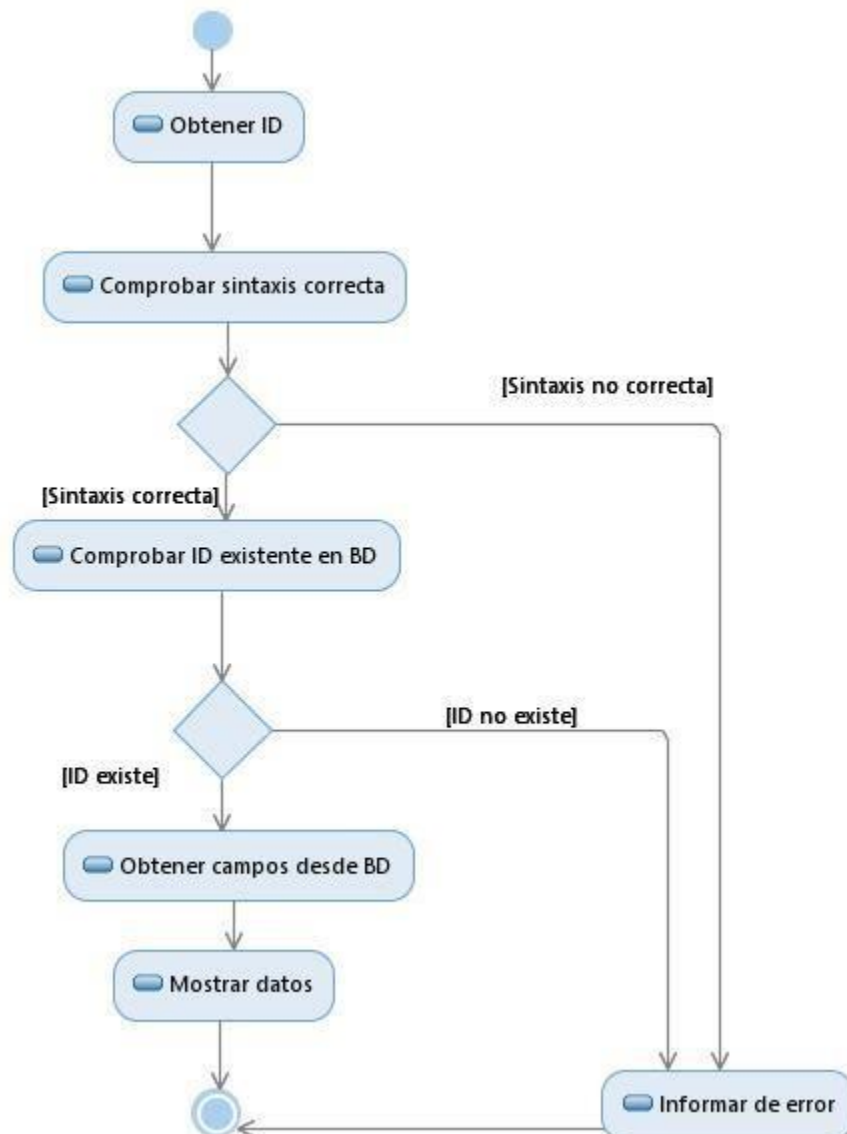 Obtener ID
Comprobar sintaxis correcta
[Sintaxis no correcta]
[Sintaxis correcta]
Comprobar ID existente en BD
[ID no existe]
[ID existe]
Obtener campos desde BD
Mostrar datos
Informar de error